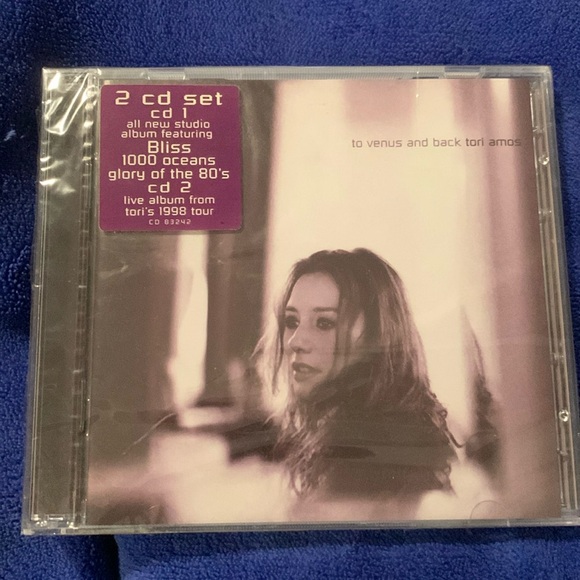 2 cd set
cd 1
all new studio
album featuring
Bliss
1000 oceans
glory of the 80's
cd 2
live album from
tori's 1998 tour
CD 83242
to venus and back tori amos